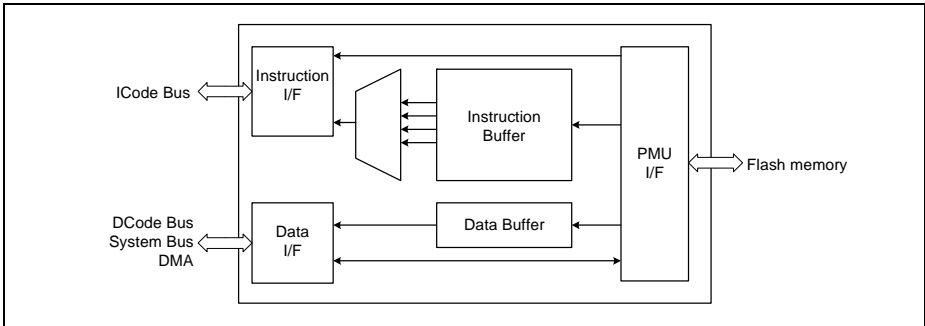 Instruction
I/F
ICode Bus
Instruction
Buffer
PMU
I/F
Flash memory
DCode Bus
System Bus
DMA
Data
I/F
Data Buffer